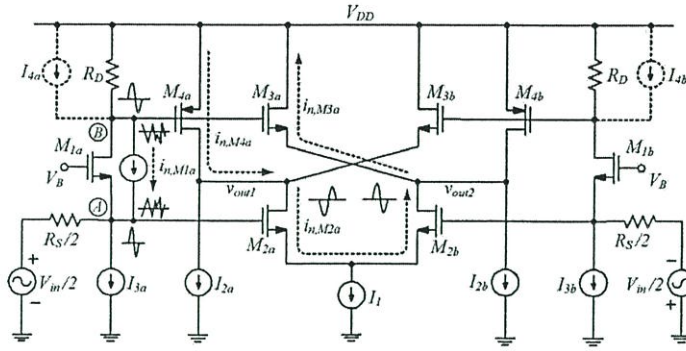 V_DD
I_4a
R_D
M_4a
M_3a
M_3b
M_4b
R_D
I_4b
B
i_n,M4a
i_n,M3a
M_1a
i_n,M1a
V_B
M_1b
V_B
v_out1
v_out2
A
i_n,M2a
R_S/2
M_2a
M_2b
R_S/2
+
V_in/2
−
I_3a
I_2a
I_1
I_2b
I_3b
−
V_in/2
+